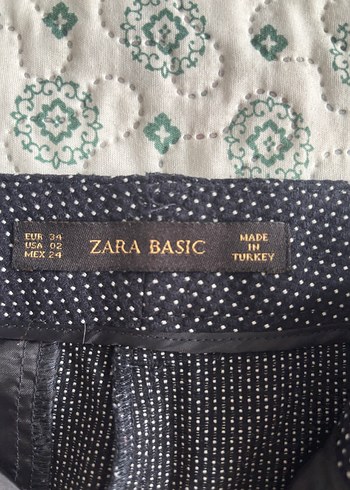 EUR 34
USA 02
MEX 24
ZARA BASIC
MADE
IN
TURKEY